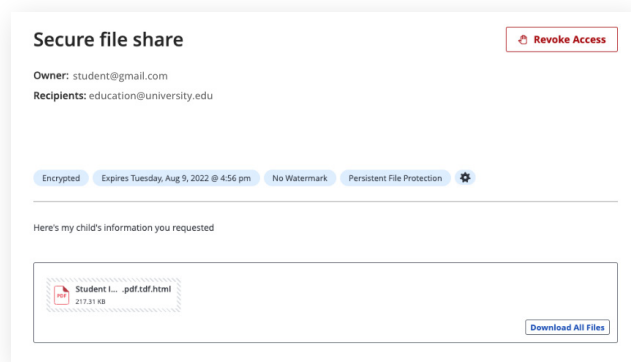 Secure file share
Revoke Access
Owner: student@gmail.com
Recipients: education@university.edu
Encrypted Expires Tuesday, Aug 9, 2022 @ 4:56 pm No Watermark Persistent File Protection
Here's my child's information you requested
PDF
Student I... .pdf.tdf.html
217.31 KB
Download All Files